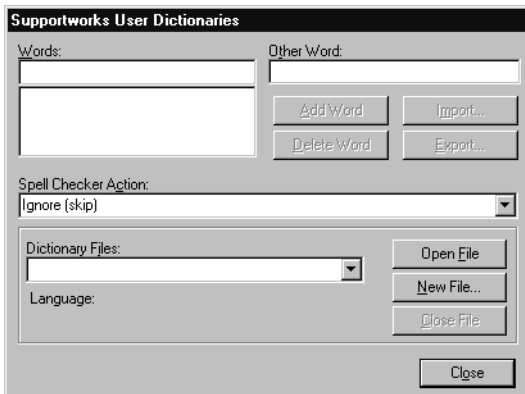 Supportworks User Dictionaries
Words: Other Word:
Add Word Import...
Delete Word Export...
Spell Checker Action:
Ignore (skip)
Dictionary Files:
Open File
Language:
New File...
Close File
Close